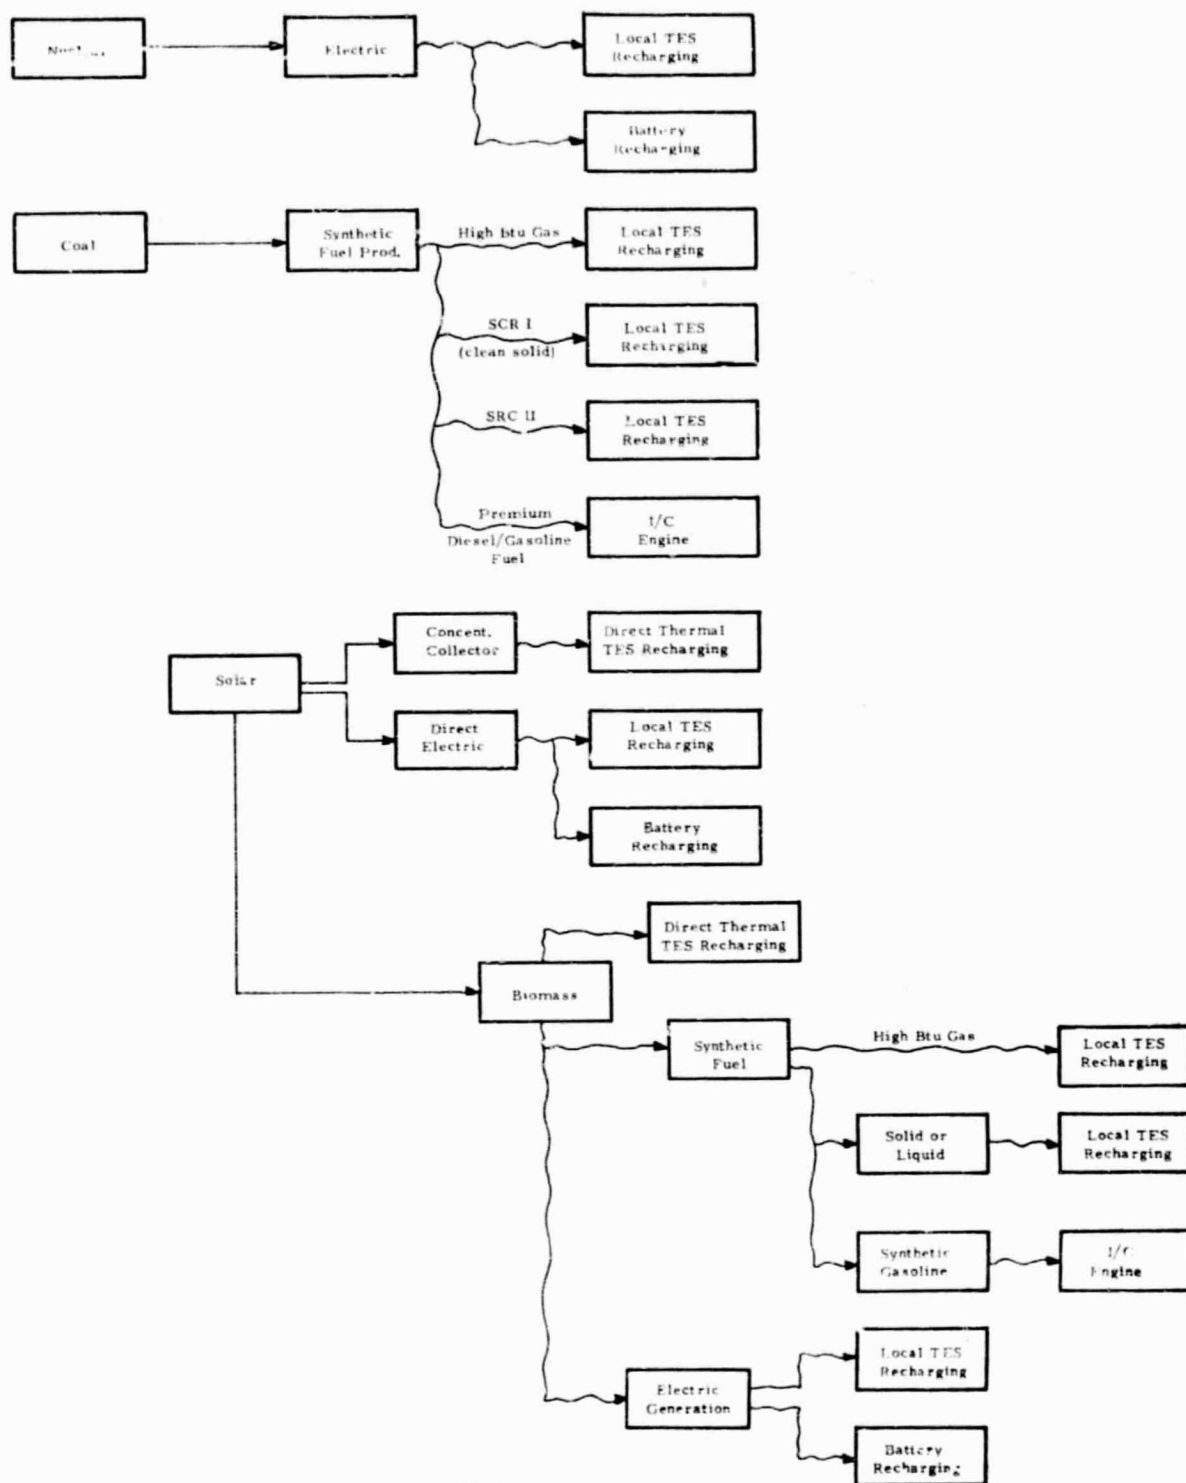 Electric
Local TES
Recharging
Battery
Recharging
Coal
Synthetic
Fuel Prod.
High btu Gas
Local TES
Recharging
SCR I
(clean solid)
Local TES
Recharging
SRC II
Local TES
Recharging
Premium
Diesel/Gasoline
Fuel
I/C
Engine
Solar
Concent.
Collector
Direct Thermal
TES Recharging
Direct
Electric
Local TES
Recharging
Battery
Recharging
Direct Thermal
TES Recharging
Biomass
Synthetic
Fuel
High Btu Gas
Local TES
Recharging
Solid or
Liquid
Local TES
Recharging
Synthetic
Gasoline
I/C
Engine
Electric
Generation
Local TES
Recharging
Battery
Recharging